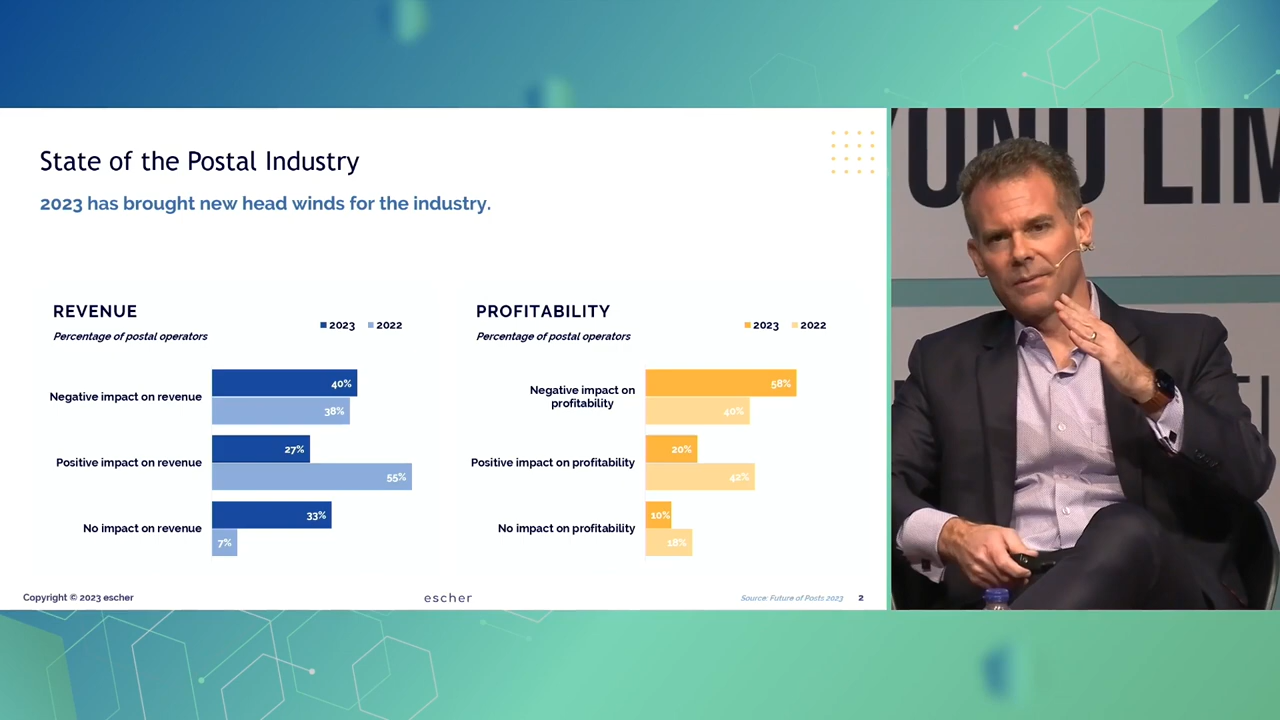 State of the Postal Industry
2023 has brought new head winds for the industry.
REVENUE
Percentage of postal operators
2023 2022
Negative impact on revenue
40%
38%
Positive impact on revenue
27%
55%
No impact on revenue
33%
7%
PROFITABILITY
Percentage of postal operators
2023 2022
Negative impact on
profitability
58%
40%
Positive impact on profitability
20%
42%
No impact on profitability
10%
18%
Copyright © 2023 escher
escher
Source: Future of Posts 2023
2
YOND LIM